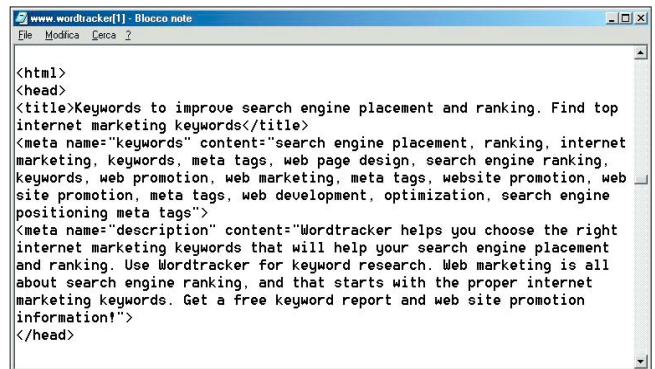 www.wordtracker[1] - Blocco note
File Modifica Cerca ?
<html>
<head>
<title>Keywords to improve search engine placement and ranking. Find top
internet marketing keywords</title>
<meta name="keywords" content="search engine placement, ranking, internet
marketing, keywords, meta tags, web page design, search engine ranking,
keywords, web promotion, web marketing, meta tags, website promotion, web
site promotion, meta tags, web development, optimization, search engine
positioning meta tags">
<meta name="description" content="Wordtracker helps you choose the right
internet marketing keywords that will help your search engine placement
and ranking. Use Wordtracker for keyword research. Web marketing is all
about search engine ranking, and that starts with the proper internet
marketing keywords. Get a free keyword report and web site promotion
information!">
</head>